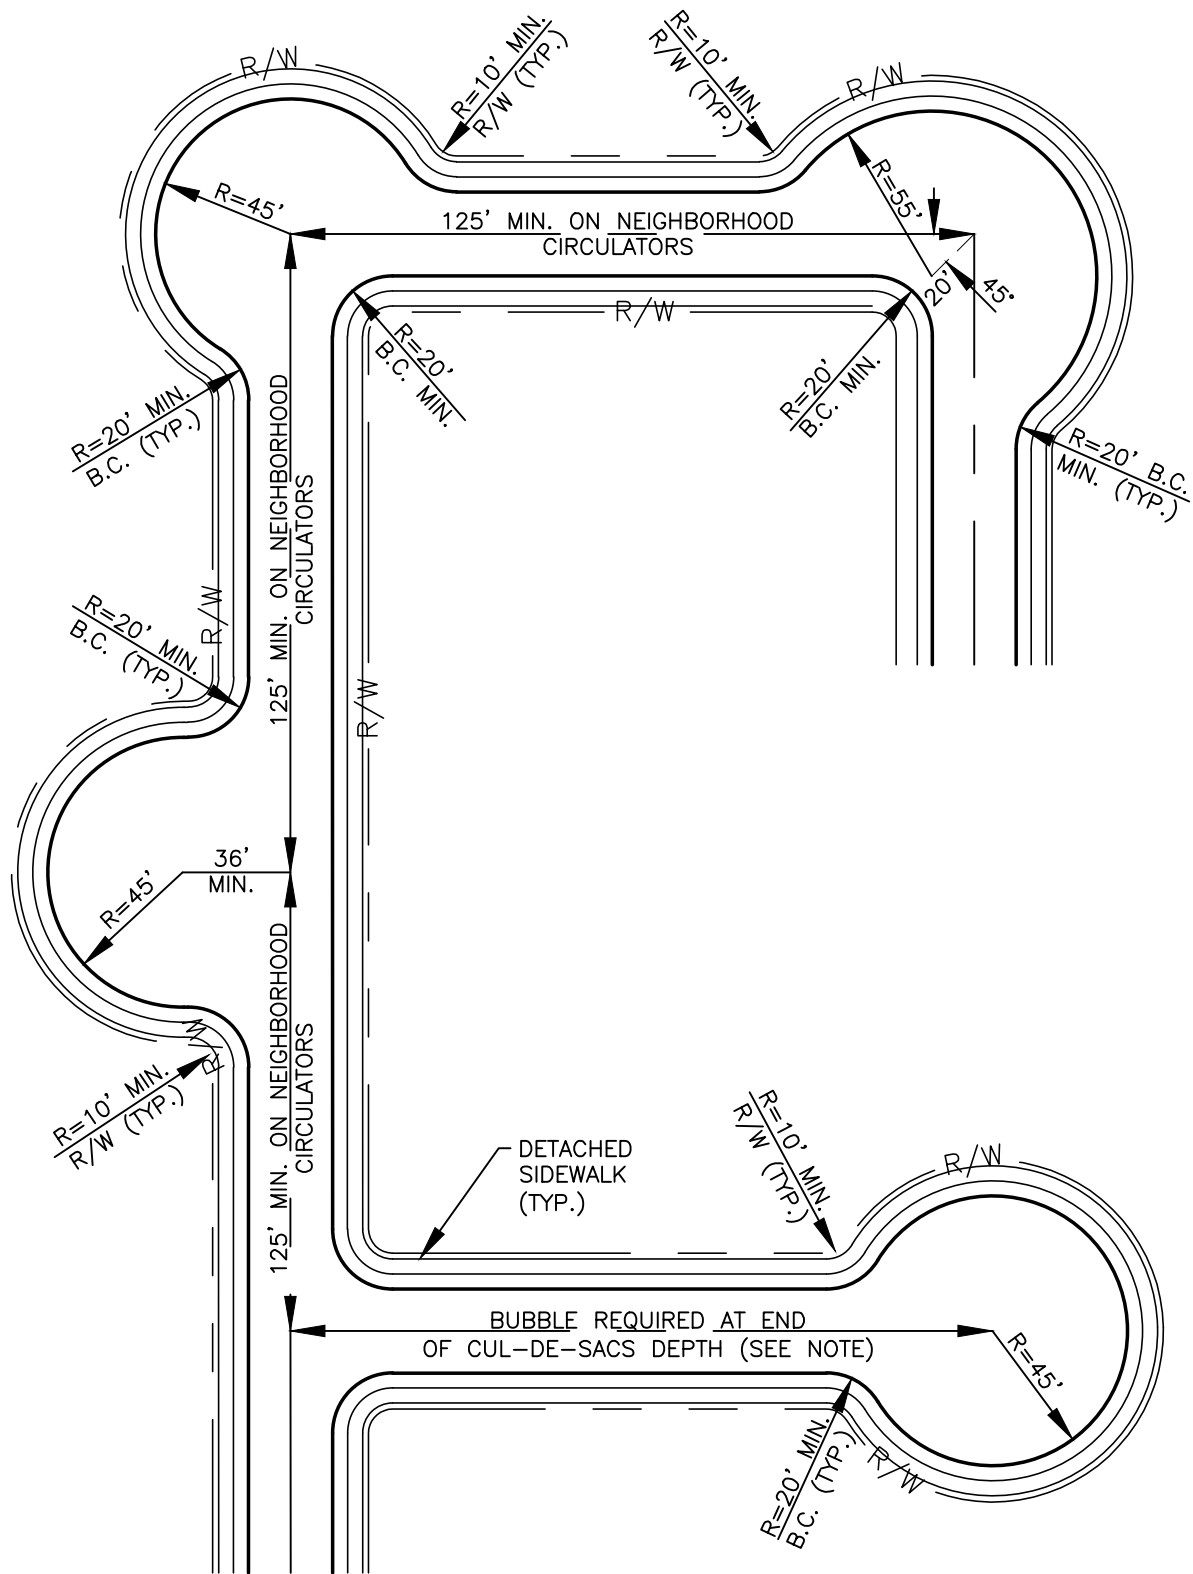 R/W
R=10' MIN.
R/W (TYP.)
R=10' MIN.
R/W (TYP.)
R/W
R=45'
R=55'
125' MIN. ON NEIGHBORHOOD
CIRCULATORS
20'
45°
R/W
R=20'
B.C. MIN.
R=20'
B.C. MIN.
R=20' MIN.
B.C. (TYP.)
R=20' B.C.
MIN. (TYP.)
125' MIN. ON NEIGHBORHOOD
CIRCULATORS
R/W
R=20' MIN.
B.C. (TYP.)
R/W
36'
MIN.
R=45'
125' MIN. ON NEIGHBORHOOD
CIRCULATORS
R/W
R=10' MIN.
R/W (TYP.)
DETACHED
SIDEWALK
(TYP.)
R=10' MIN.
R/W (TYP.)
R/W
BUBBLE REQUIRED AT END
OF CUL-DE-SACS DEPTH (SEE NOTE)
R=45'
R=20' MIN.
B.C. (TYP.)
R/W